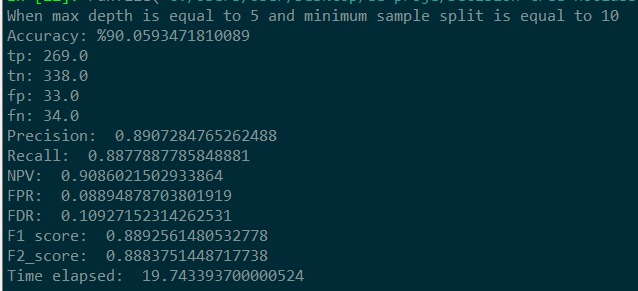 When max depth is equal to 5 and minimum sample split is equal to 10
Accuracy: %90.0593471810089
tp: 269.0
tn: 338.0
fp: 33.0
fn: 34.0
Precision:  0.8907284765262488
Recall:  0.8877887785848881
NPV:  0.9086021502933864
FPR:  0.08894878703801919
FDR:  0.10927152314262531
F1 score:  0.8892561480532778
F2_score:  0.8883751448717738
Time elapsed:  19.743393700000524